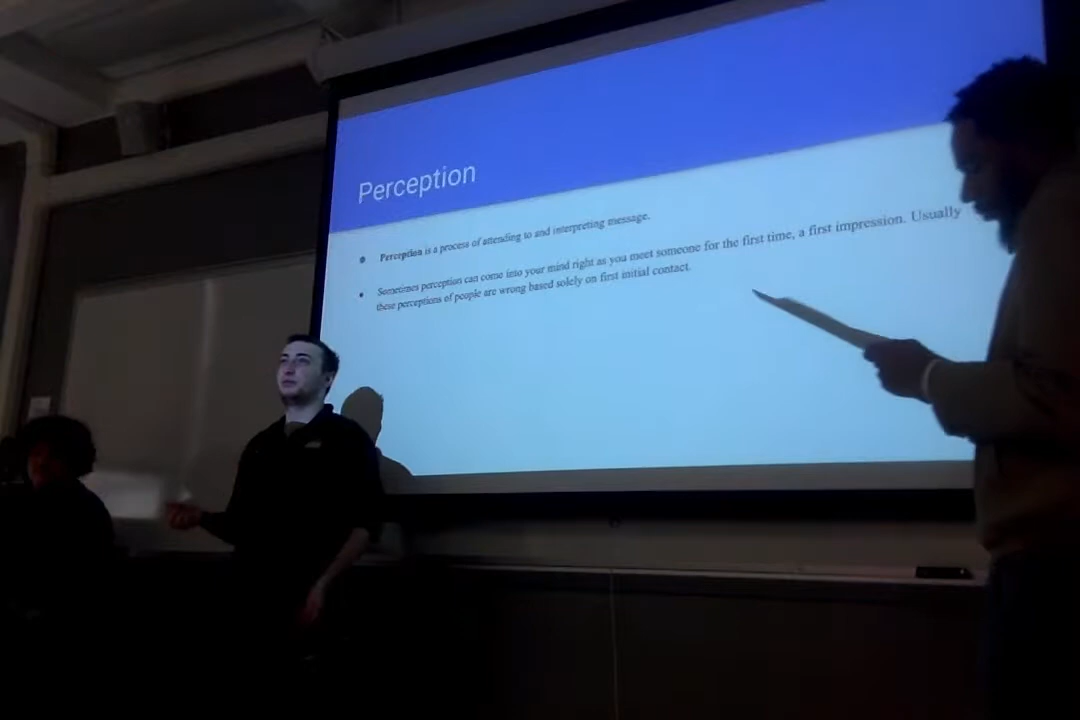 Perception
● Perception is a process of attending to and interpreting message.
● Sometimes perception can come into your mind right as you meet someone for the first time, a first impression. Usually
these perceptions of people are wrong based solely on first initial contact.